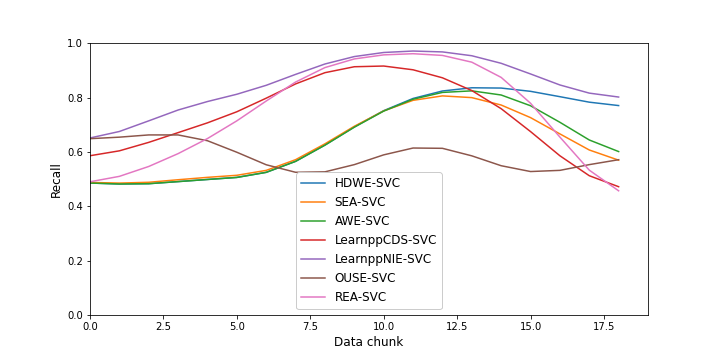 1.0
0.8
0.6
0.4
0.2
0.0
Recall
HDWE-SVC
SEA-SVC
AWE-SVC
LearnppCDS-SVC
LearnppNIE-SVC
OUSE-SVC
REA-SVC
0.0 2.5 5.0 7.5 10.0 12.5 15.0 17.5
Data chunk